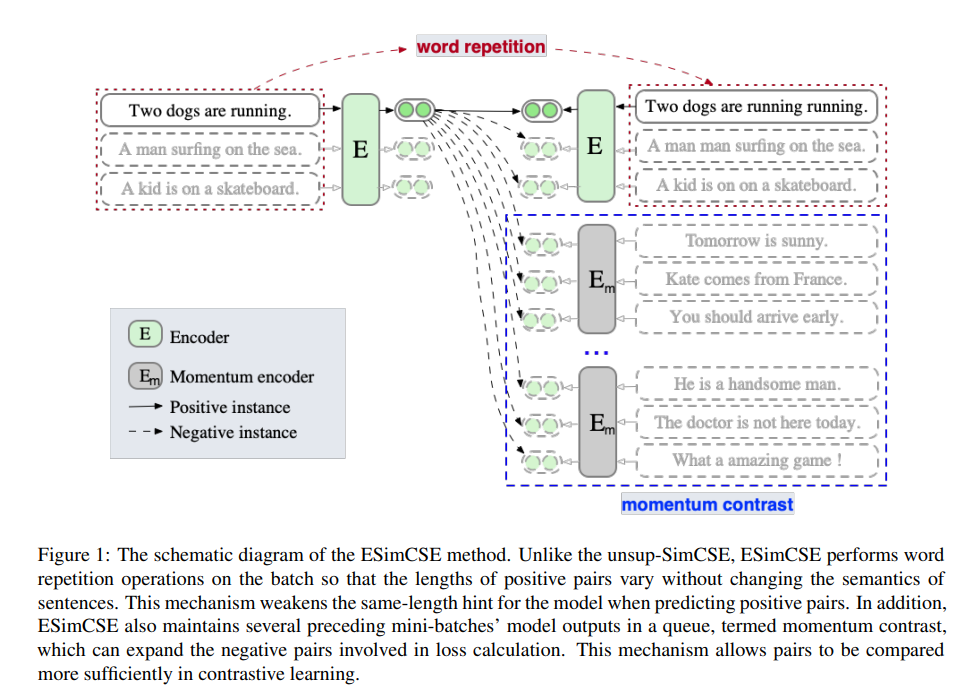 word repetition
Two dogs are running.
A man surfing on the sea.
A kid is on a skateboard.
E
E
Two dogs are running running.
A man man surfing on the sea.
A kid is on on a skateboard.
Em
Tomorrow is sunny.
Kate comes from France.
You should arrive early.
...
Em
He is a handsome man.
The doctor is not here today.
What a amazing game !
momentum contrast
E Encoder
Em Momentum encoder
Positive instance
Negative instance
Figure 1: The schematic diagram of the ESimCSE method. Unlike the unsup-SimCSE, ESimCSE performs word
repetition operations on the batch so that the lengths of positive pairs vary without changing the semantics of
sentences. This mechanism weakens the same-length hint for the model when predicting positive pairs. In addition,
ESimCSE also maintains several preceding mini-batches’ model outputs in a queue, termed momentum contrast,
which can expand the negative pairs involved in loss calculation. This mechanism allows pairs to be compared
more sufficiently in contrastive learning.